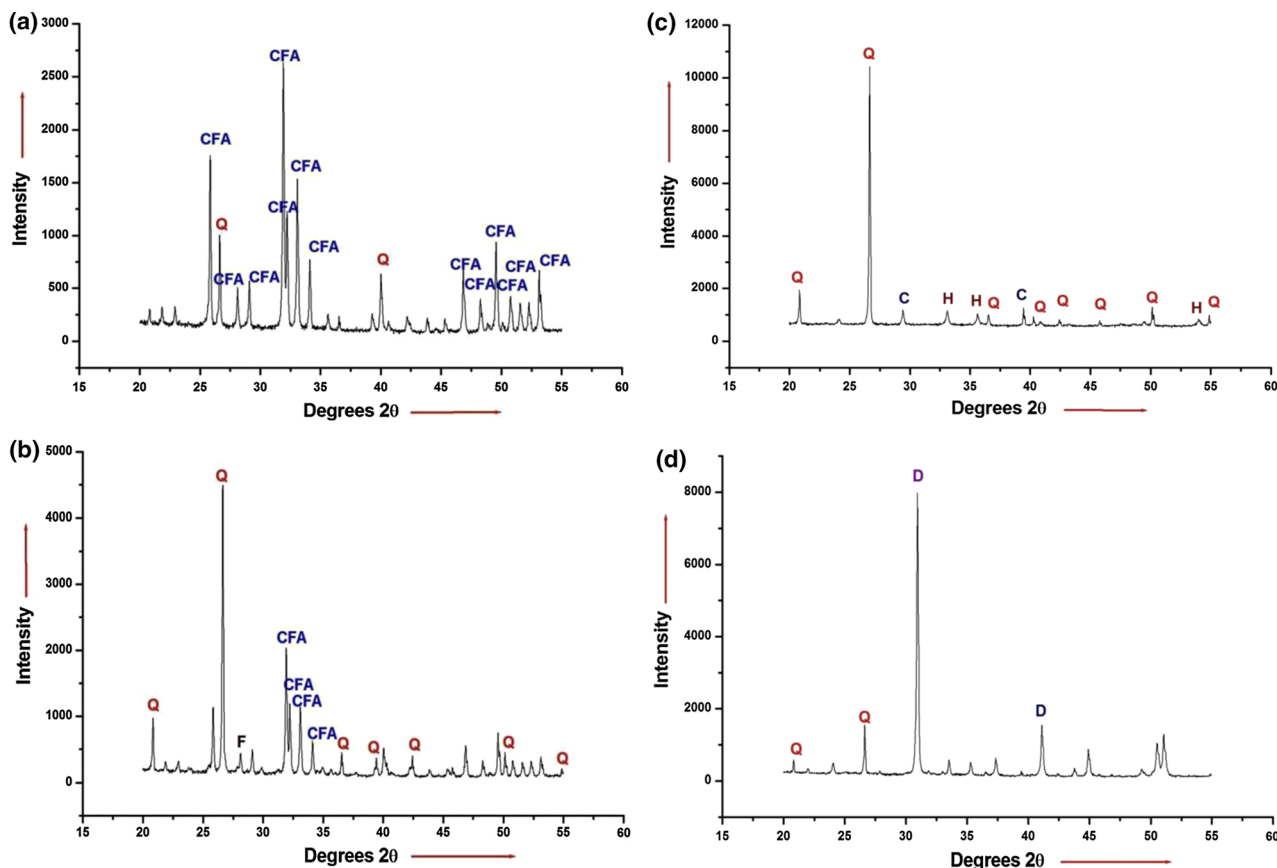 (a)
3000
2500
2000
1500
1000
500
0
Intensity
CFA
CFA
Q
CFA
CFA
CFA
CFA
CFA
Q
CFA
CFA
CFA
CFA
CFA
CFA
15 20 25 30 35 40 45 50 55 60
Degrees 2θ
(c)
12000
10000
8000
6000
4000
2000
0
Intensity
Q
Q
C
H
H
Q
C
Q
Q
Q
Q
H
Q
15 20 25 30 35 40 45 50 55 60
Degrees 2θ
(b)
5000
4000
3000
2000
1000
0
Intensity
Q
Q
F
CFA
CFA
CFA
CFA
Q
Q
Q
Q
Q
15 20 25 30 35 40 45 50 55 60
Degrees 2θ
(d)
8000
6000
4000
2000
0
Intensity
Q
Q
D
D
15 20 25 30 35 40 45 50 55 60
Degrees 2θ